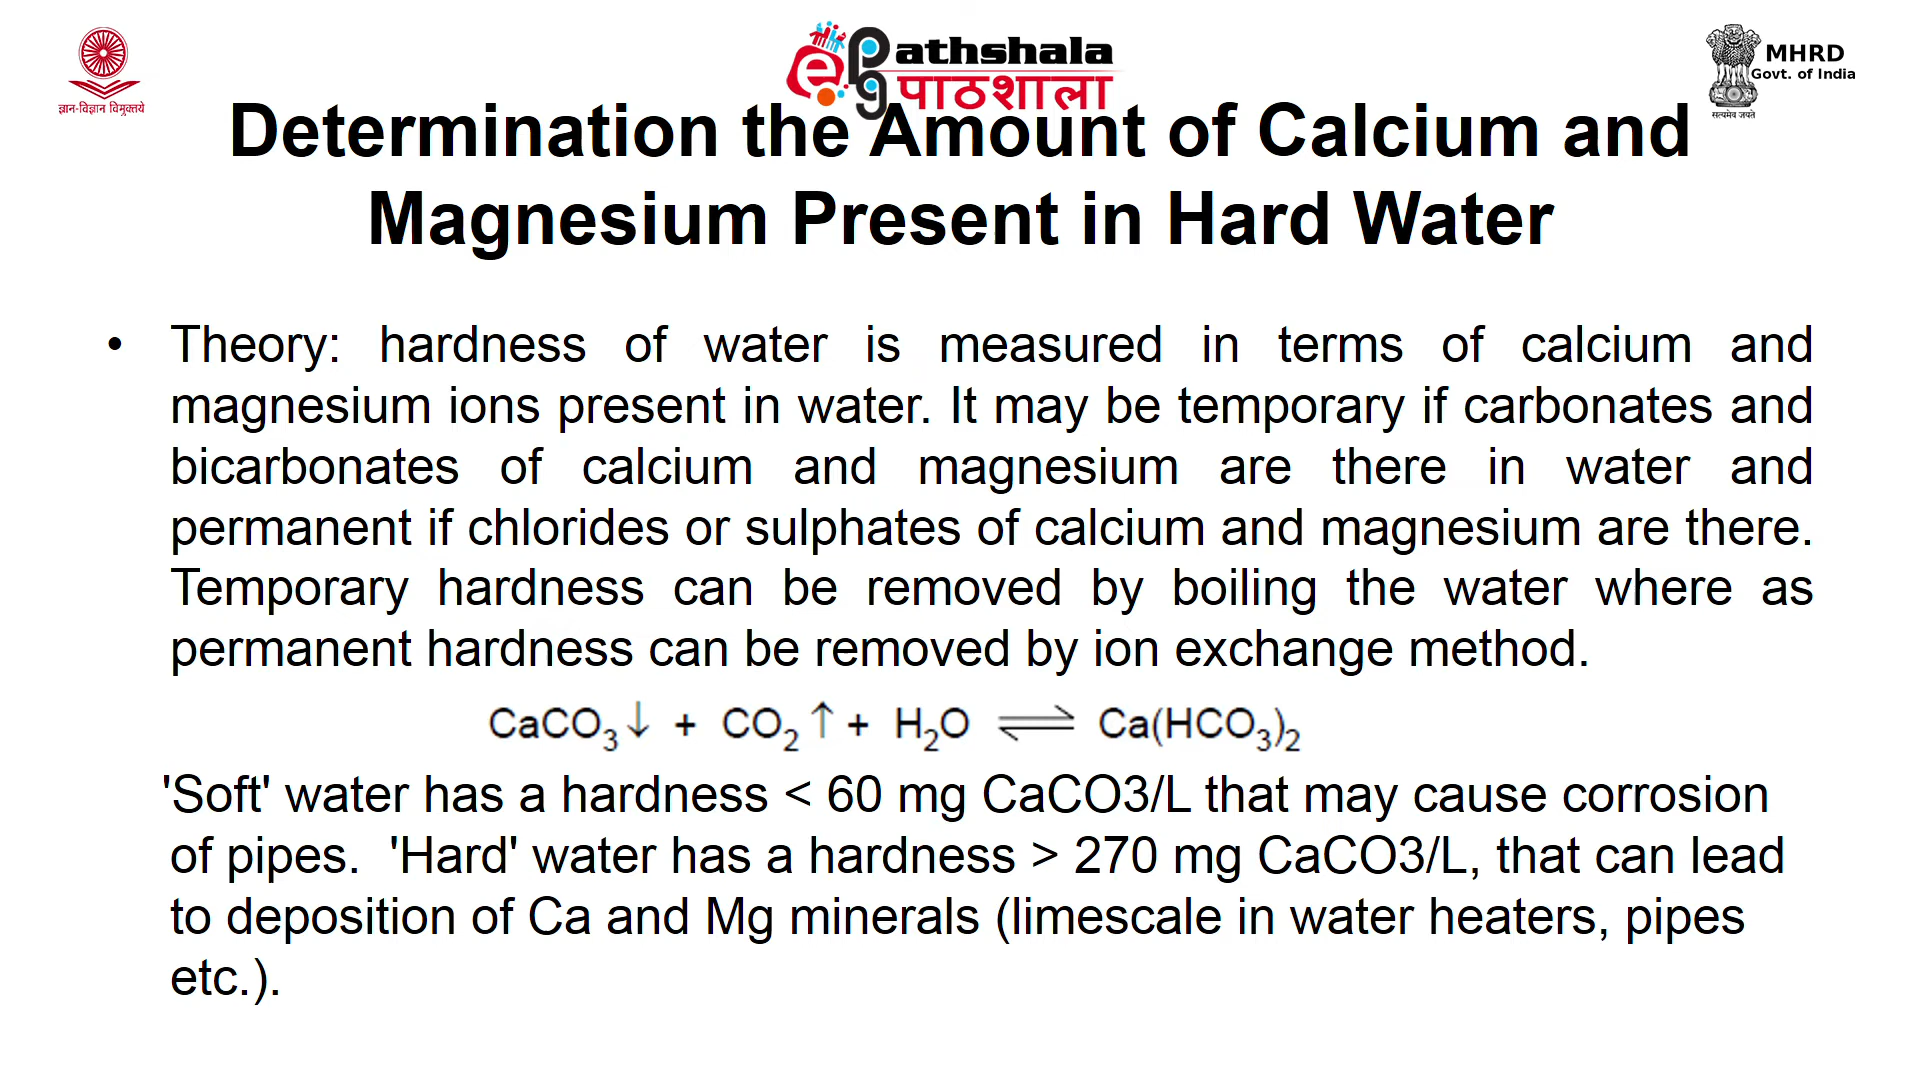 ज्ञान-विज्ञान विमुक्तये
e PG athshala
पाठशाला
MHRD
Govt. of India
सत्यमेव जयते
Determination the Amount of Calcium and
Magnesium Present in Hard Water
• Theory: hardness of water is measured in terms of calcium and
magnesium ions present in water. It may be temporary if carbonates and
bicarbonates of calcium and magnesium are there in water and
permanent if chlorides or sulphates of calcium and magnesium are there.
Temporary hardness can be removed by boiling the water where as
permanent hardness can be removed by ion exchange method.
CaCO₃↓ + CO₂↑ + H₂O ⇌ Ca(HCO₃)₂
'Soft' water has a hardness < 60 mg CaCO3/L that may cause corrosion
of pipes.  'Hard' water has a hardness > 270 mg CaCO3/L, that can lead
to deposition of Ca and Mg minerals (limescale in water heaters, pipes
etc.).